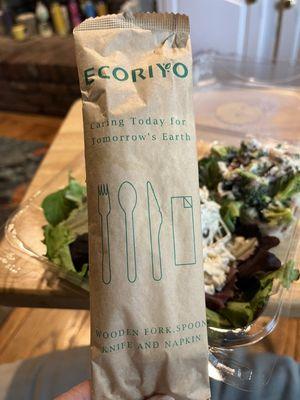 ECORIYO
Caring Today for
Tomorrow's Earth
WOODEN FORK, SPOON
KNIFE AND NAPKIN